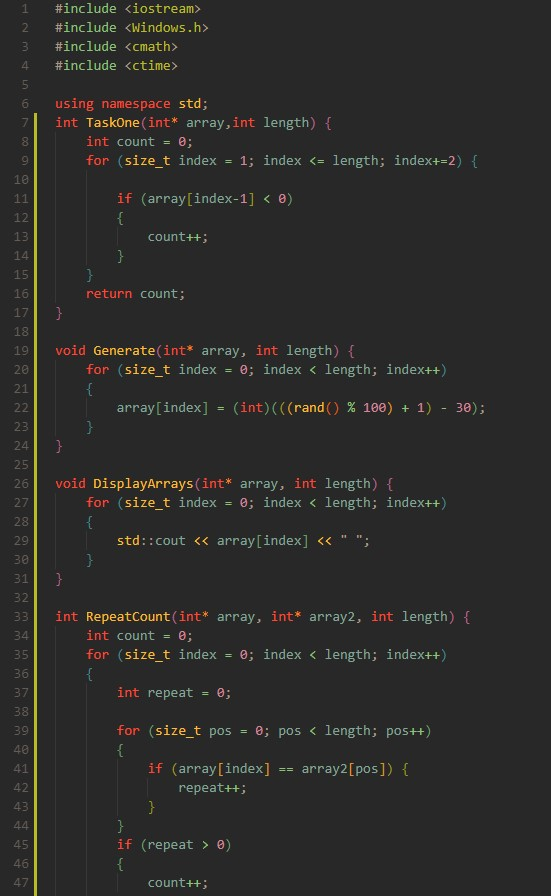 1 #include <iostream>
2 #include <Windows.h>
3 #include <cmath>
4 #include <ctime>
5
6 using namespace std;
7 int TaskOne(int* array,int length) {
8     int count = 0;
9     for (size_t index = 1; index <= length; index+=2) {
10
11         if (array[index-1] < 0)
12         {
13             count++;
14         }
15     }
16     return count;
17 }
18
19 void Generate(int* array, int length) {
20     for (size_t index = 0; index < length; index++)
21     {
22         array[index] = (int)(((rand() % 100) + 1) - 30);
23     }
24 }
25
26 void DisplayArrays(int* array, int length) {
27     for (size_t index = 0; index < length; index++)
28     {
29         std::cout << array[index] << " ";
30     }
31 }
32
33 int RepeatCount(int* array, int* array2, int length) {
34     int count = 0;
35     for (size_t index = 0; index < length; index++)
36     {
37         int repeat = 0;
38
39         for (size_t pos = 0; pos < length; pos++)
40         {
41             if (array[index] == array2[pos]) {
42                 repeat++;
43             }
44         }
45         if (repeat > 0)
46         {
47             count++;